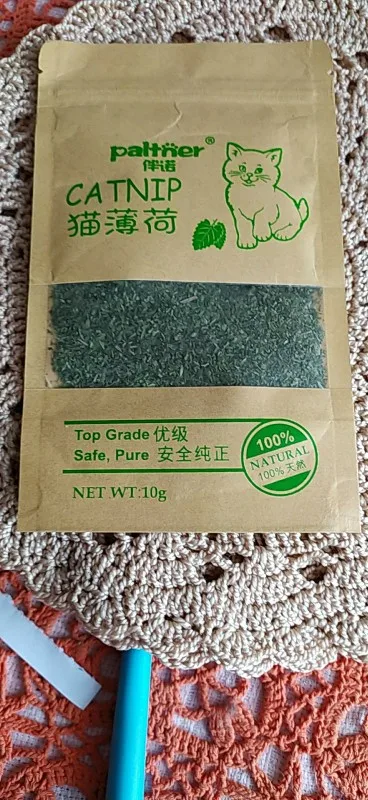 paltner®
伴诺
CATNIP
猫薄荷
Top Grade 优级
Safe, Pure 安全纯正
100%
NATURAL
100% 天然
NET WT:10g